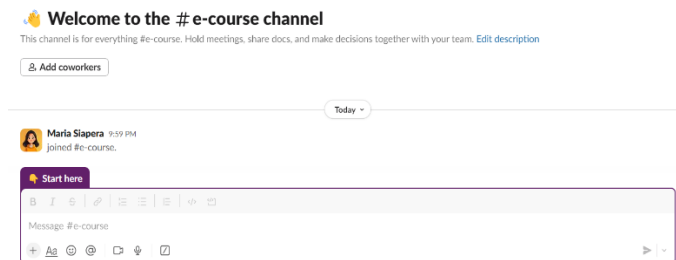 Welcome to the # e-course channel
This channel is for everything #e-course. Hold meetings, share docs, and make decisions together with your team. Edit description
Add coworkers
Today
Maria Siapera 9:59 PM
joined #e-course.
Start here
B I S
Message #e-course
Aa